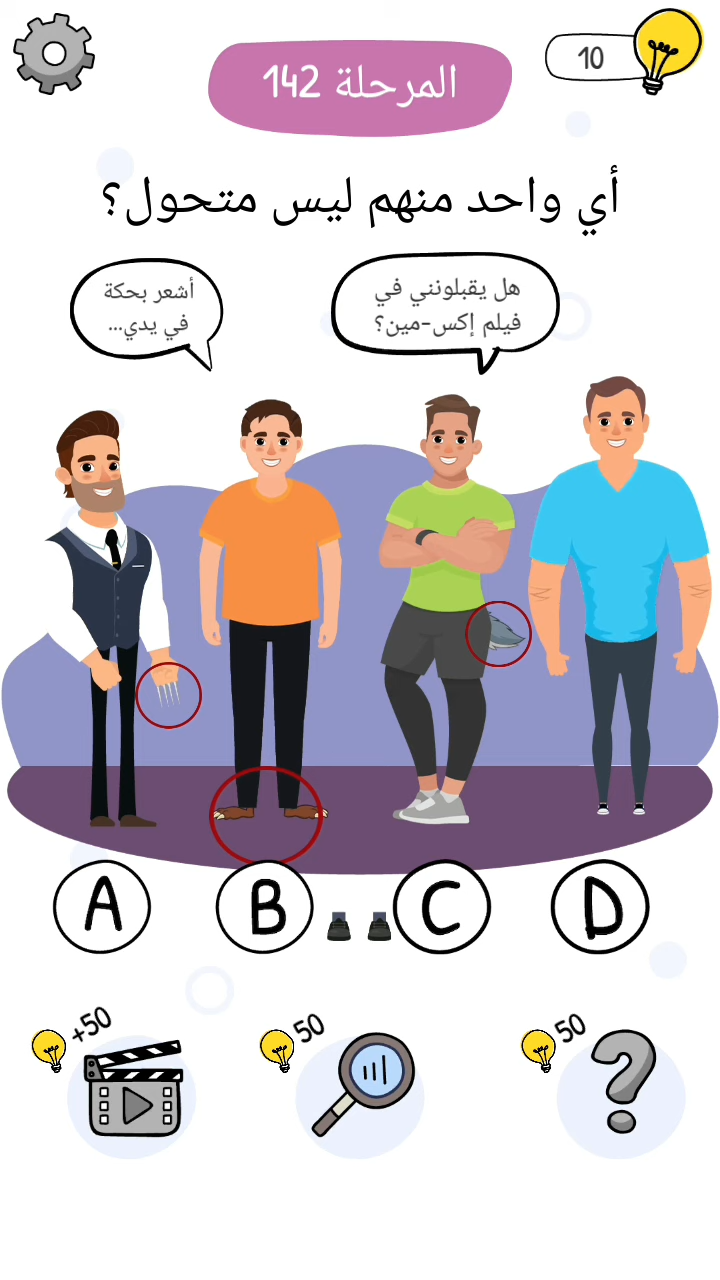 10
المرحلة 142
أي واحد منهم ليس متحول؟
هل يقبلونني في
فيلم إكس-مين؟
أشعر بحكة
في يدي...
A
B
C
D
+50
50
50